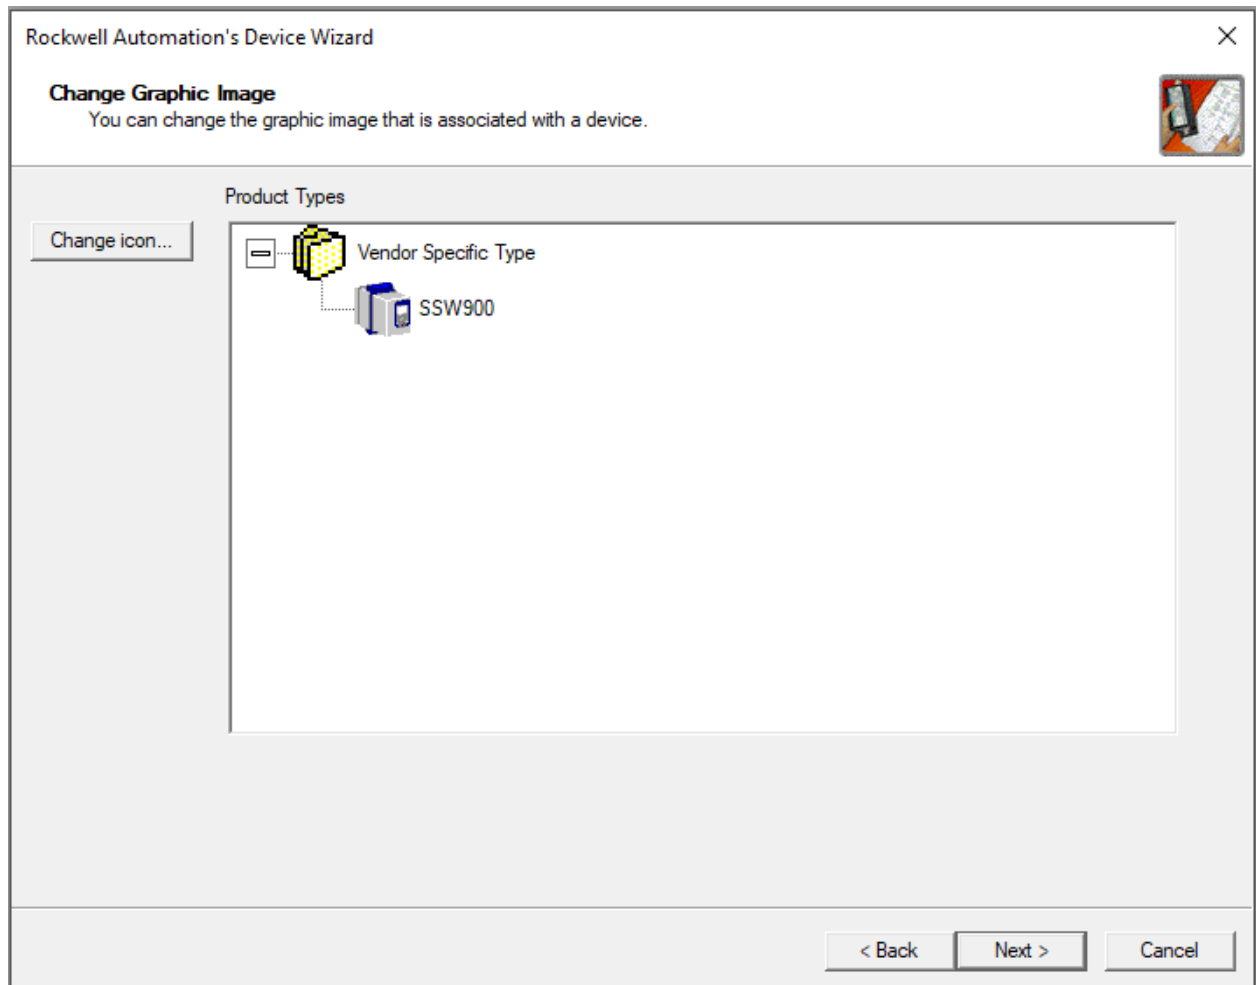 Rockwell Automation's Device Wizard
Change Graphic Image
You can change the graphic image that is associated with a device.
Product Types
Change icon...
Vendor Specific Type
SSW900
< Back
Next >
Cancel